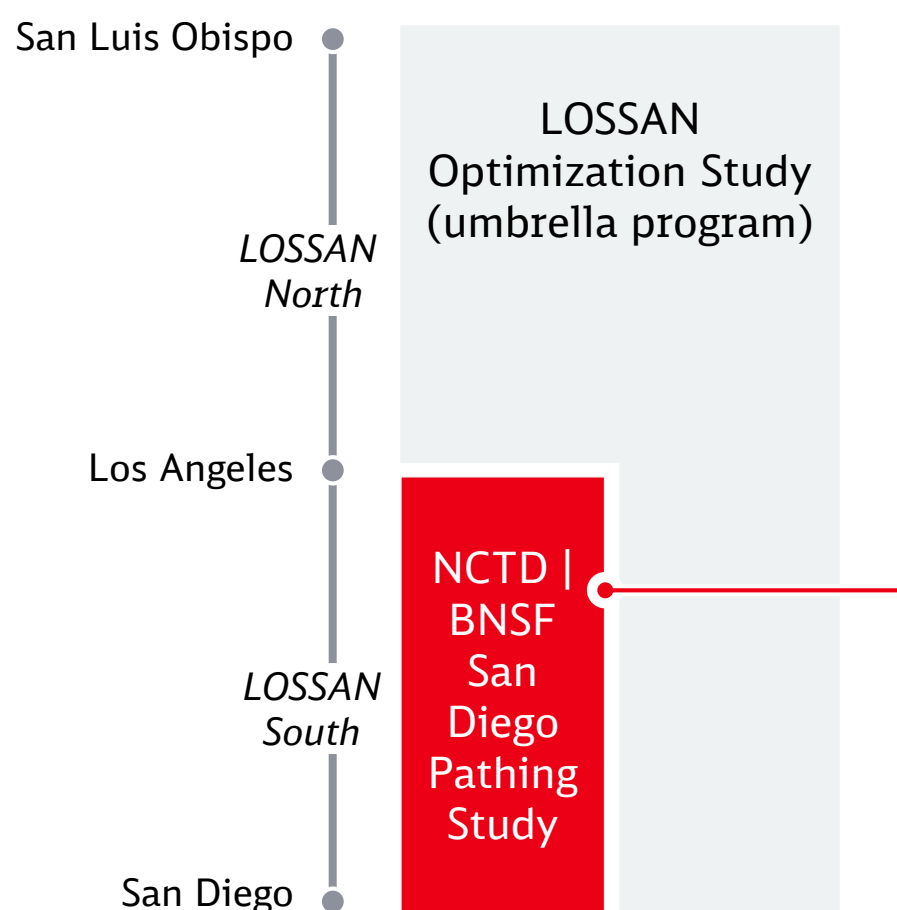 San Luis Obispo
LOSSAN
Optimization Study
(umbrella program)
LOSSAN
North
Los Angeles
NCTD |
BNSF
San
Diego
Pathing
Study
LOSSAN
South
San Diego